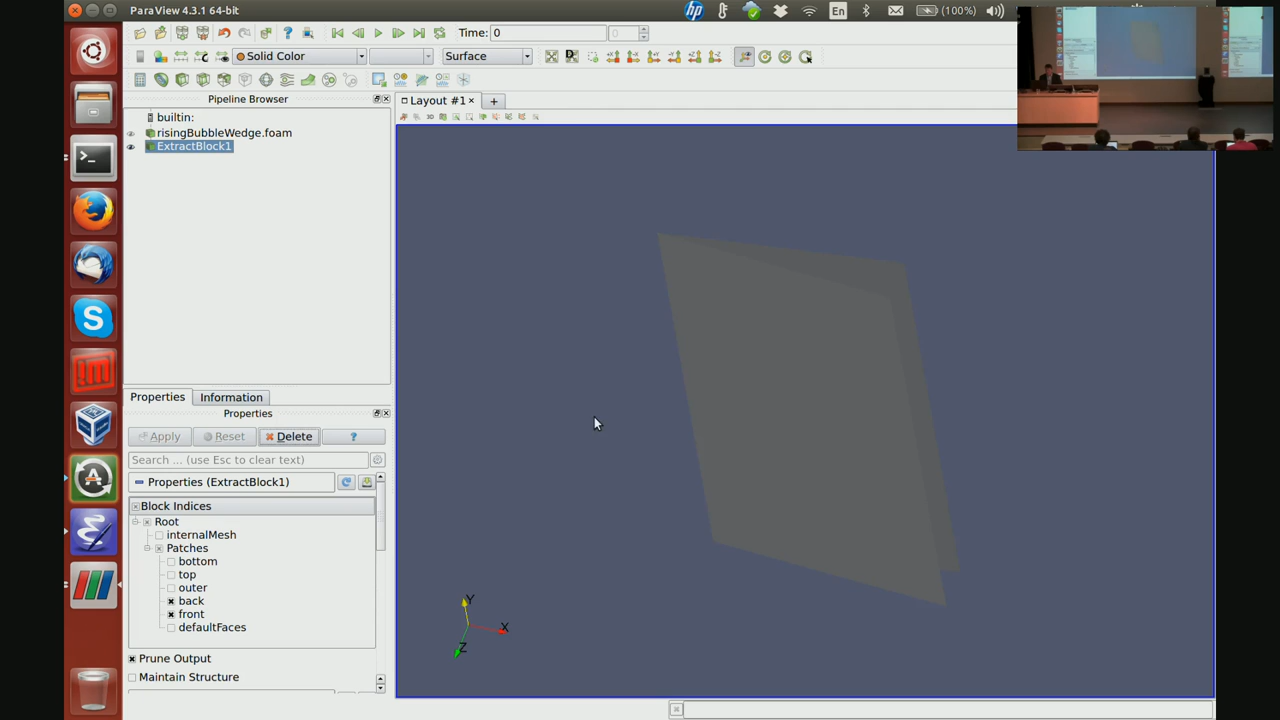 ParaView 4.3.1 64-bit
En
(100%)
Time: 0
0
Solid Color
Surface
Pipeline Browser
Layout #1
builtin:
risingBubbleWedge.foam
ExtractBlock1
Properties
Information
Properties
Apply
Reset
Delete
?
Search ... (use Esc to clear text)
Properties (ExtractBlock1)
Block Indices
Root
internalMesh
Patches
bottom
top
outer
back
front
defaultFaces
Prune Output
Maintain Structure
Y
X
Z